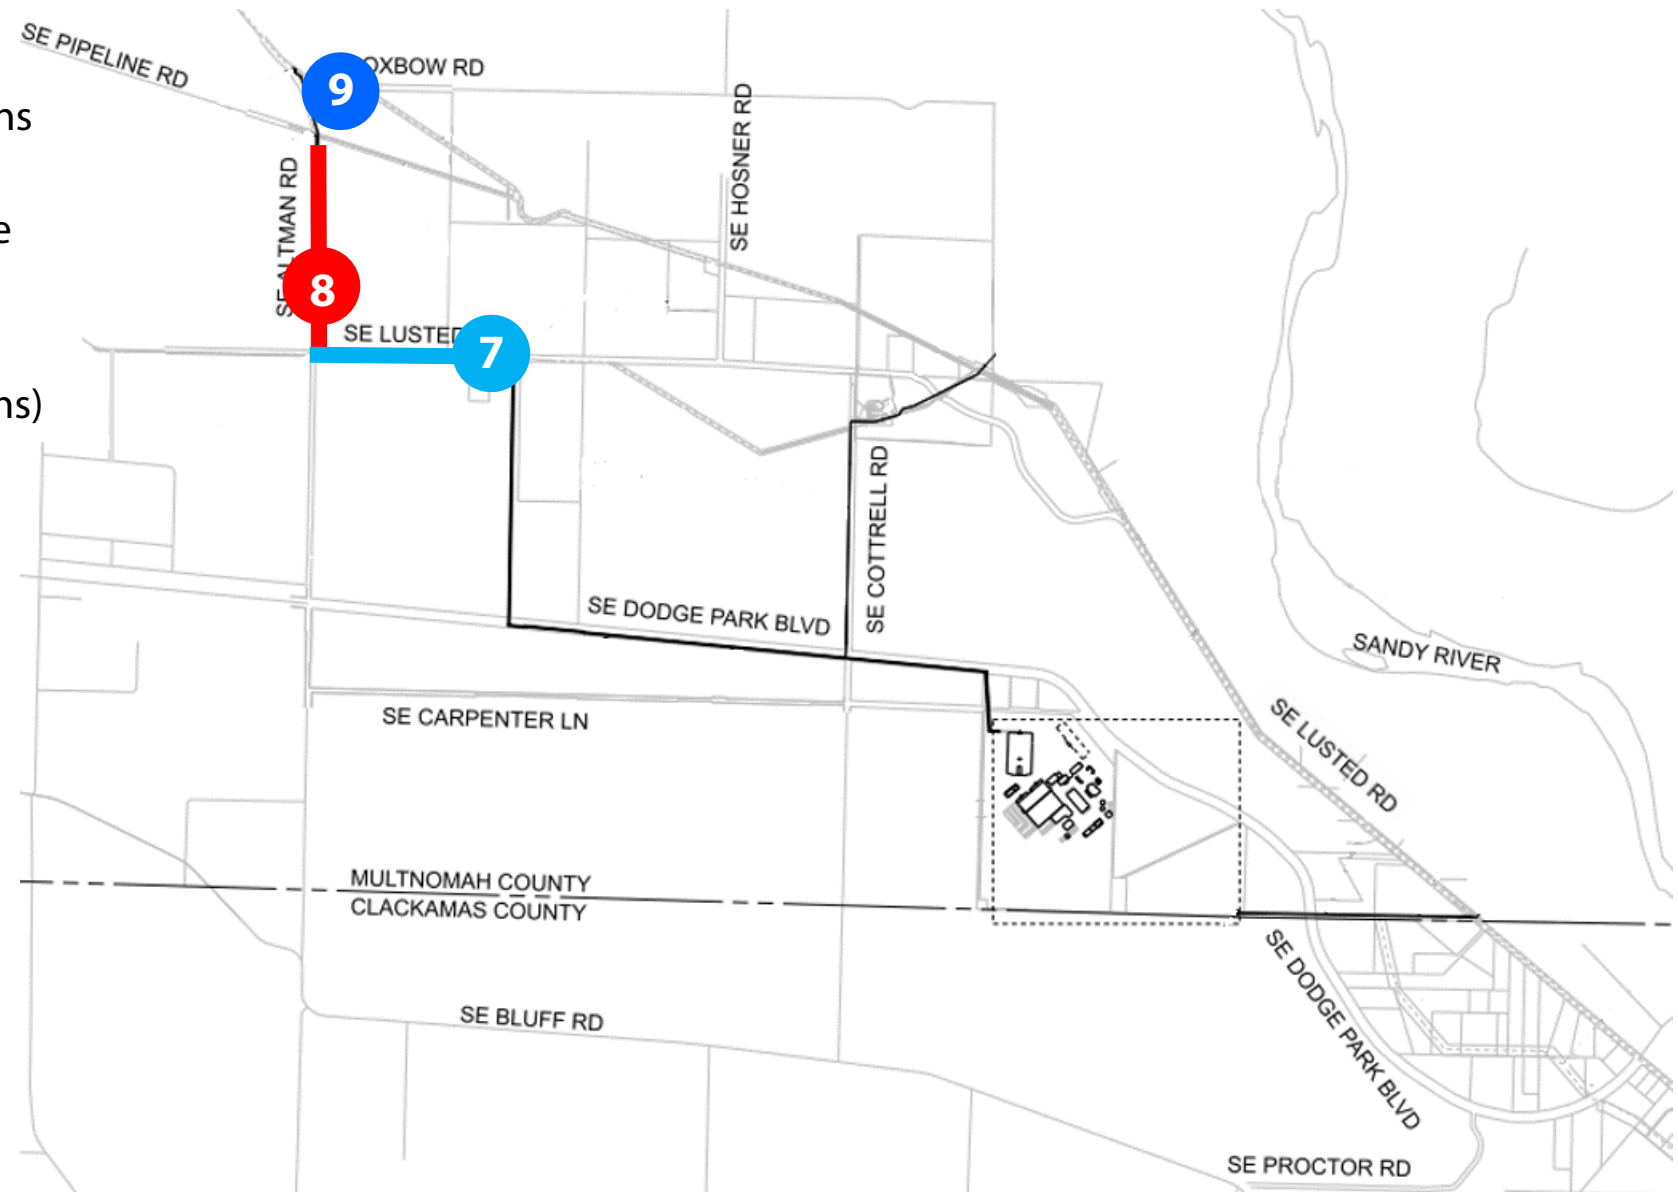 SE PIPELINE RD
OXBOW RD
9
ns
SE HOSNER RD
SE ALTMAN RD
e
8
SE LUSTED
7
ns)
SE COTTRELL RD
SE DODGE PARK BLVD
SANDY RIVER
SE CARPENTER LN
SE LUSTED RD
MULTNOMAH COUNTY
CLACKAMAS COUNTY
SE DODGE PARK BLVD
SE BLUFF RD
SE PROCTOR RD